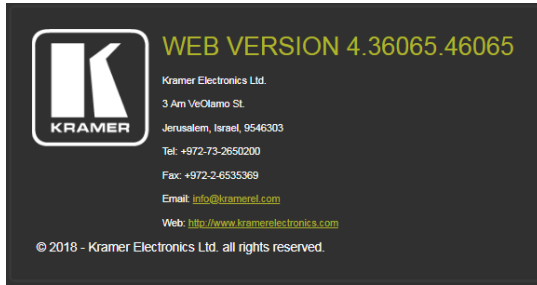 WEB VERSION 4.36065.46065
KRAMER
Kramer Electronics Ltd.
3 Am VeOlamo St.
Jerusalem, Israel, 9546303
Tel: +972-73-2650200
Fax: +972-2-6535369
Email: info@kramerel.com
Web: http://www.kramerelectronics.com
© 2018 - Kramer Electronics Ltd. all rights reserved.